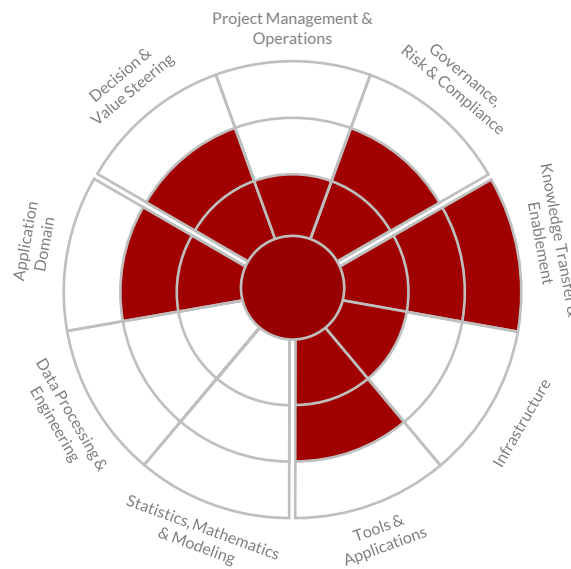 Project Management &
Operations
Governance,
Risk & Compliance
Knowledge Transfer &
Enablement
Infrastructure
Tools &
Applications
Statistics, Mathematics
& Modeling
Data Processing &
Engineering
Application
Domain
Decision &
Value Steering